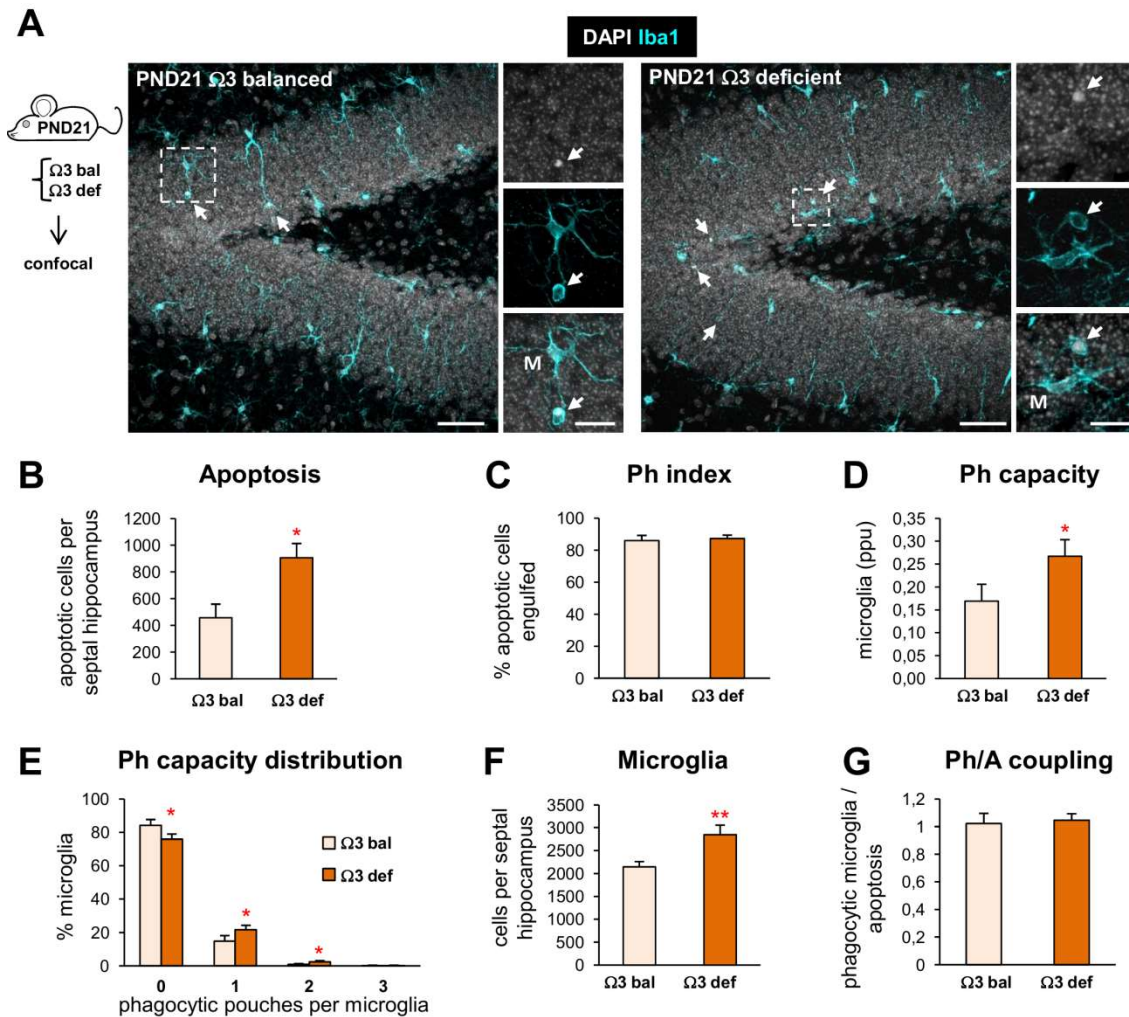 A
DAPI Iba1
PND21 Ω3 balanced
PND21 Ω3 deficient
PND21
Ω3 bal
Ω3 def
confocal
M
M
B
Apoptosis
apoptotic cells per
septal hippocampus
1200
1000
800
600
400
200
0
*
Ω3 bal
Ω3 def
C
Ph index
% apoptotic cells
engulfed
100
80
60
40
20
0
Ω3 bal
Ω3 def
D
Ph capacity
microglia (ppu)
0,35
0,30
0,25
0,20
0,15
0,10
0,05
0,00
*
Ω3 bal
Ω3 def
E
Ph capacity distribution
% microglia
100
80
60
40
20
0
*
*
*
Ω3 bal
Ω3 def
0 1 2 3
phagocytic pouches per microglia
F
Microglia
cells per septal
hippocampus
3500
3000
2500
2000
1500
1000
500
0
**
Ω3 bal
Ω3 def
G
Ph/A coupling
phagocytic microglia /
apoptosis
1,2
1
0,8
0,6
0,4
0,2
0
Ω3 bal
Ω3 def